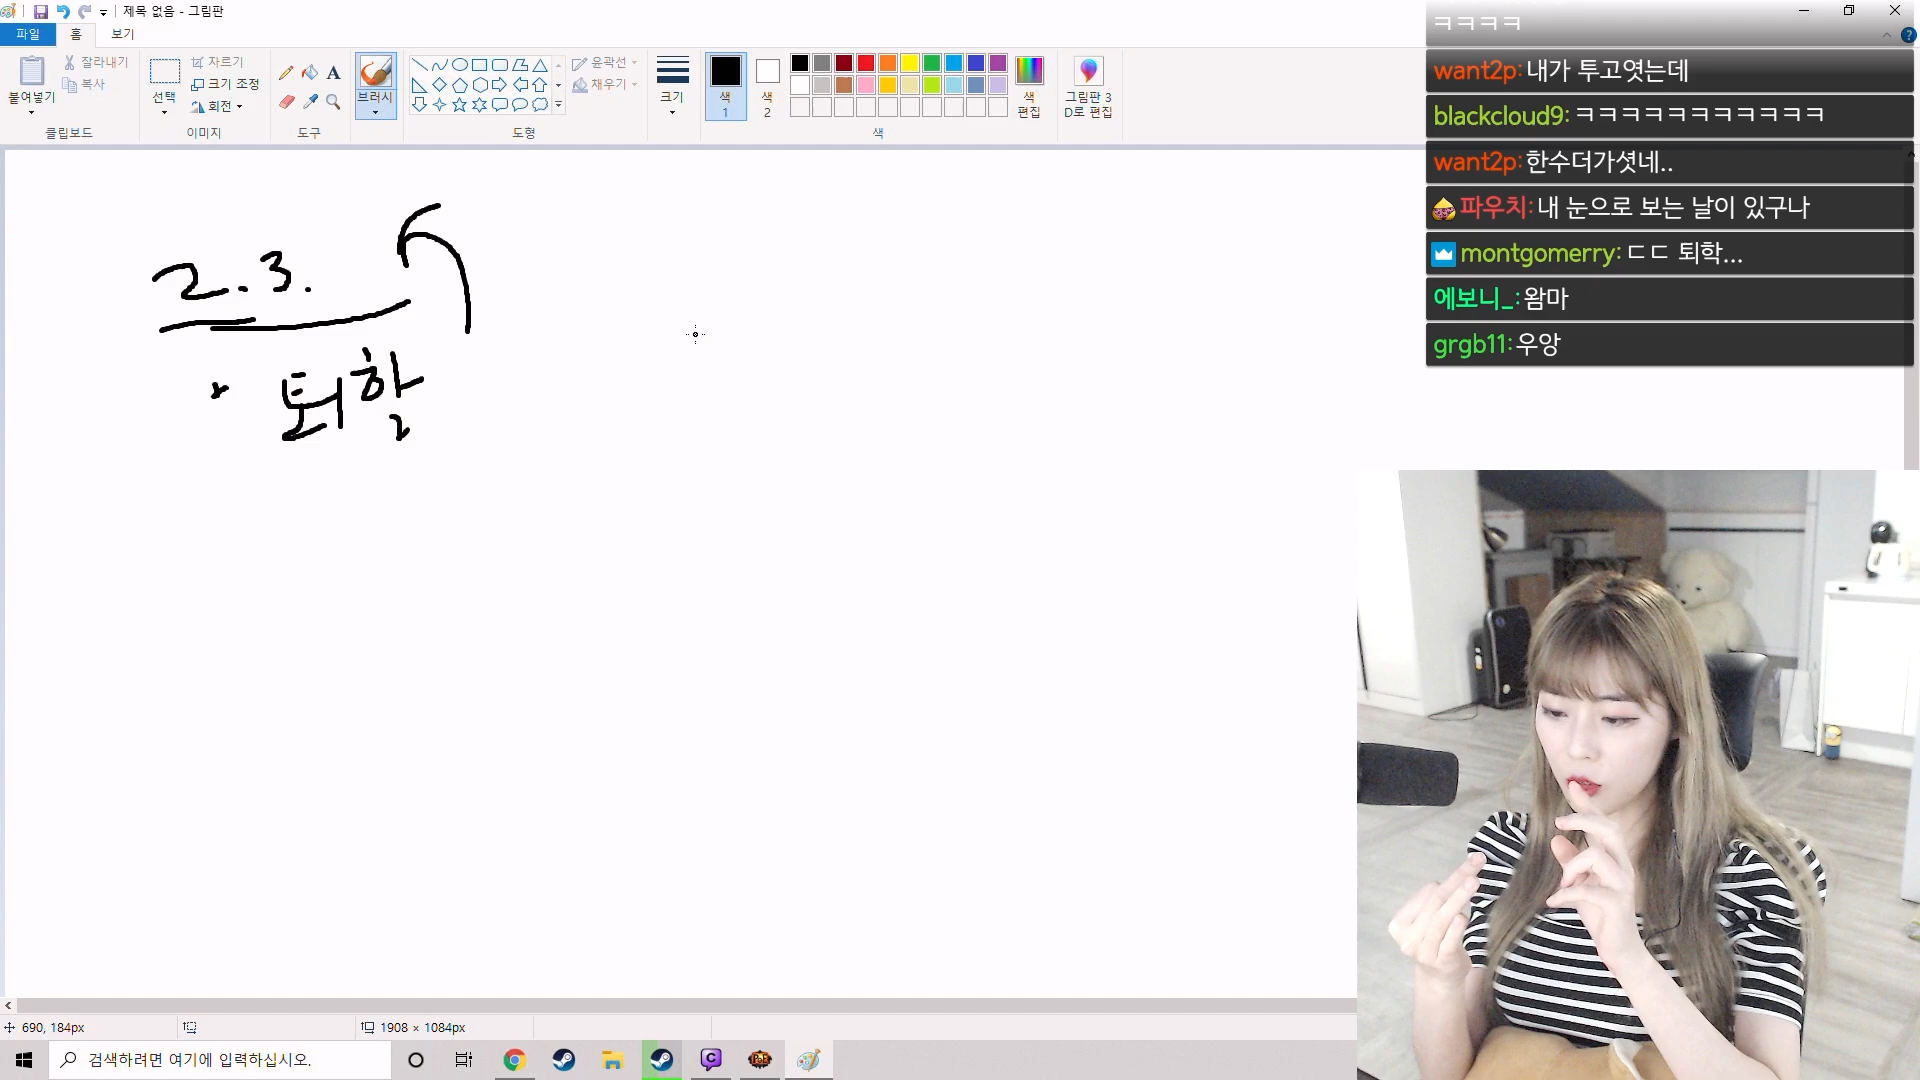 제목 없음 - 그림판
파일 홈 보기
붙여넣기
잘라내기
복사
클립보드
선택
자르기
크기 조정
회전
이미지
A
도구
브러시
윤곽선
채우기
도형
크기
색
1
색
2
색
편집
색
그림판 3
D로 편집
2.3.
퇴학
ㅋㅋㅋㅋ
want2p: 내가 투고엿는데
blackcloud9: ㅋㅋㅋㅋㅋㅋㅋㅋㅋㅋㅋ
want2p: 한수더가셧네..
파우치: 내 눈으로 보는 날이 있구나
montgomerry: ㄷㄷ 퇴학...
에보니_: 왐마
grgb11: 우앙
690, 184px
1908 × 1084px
검색하려면 여기에 입력하십시오.